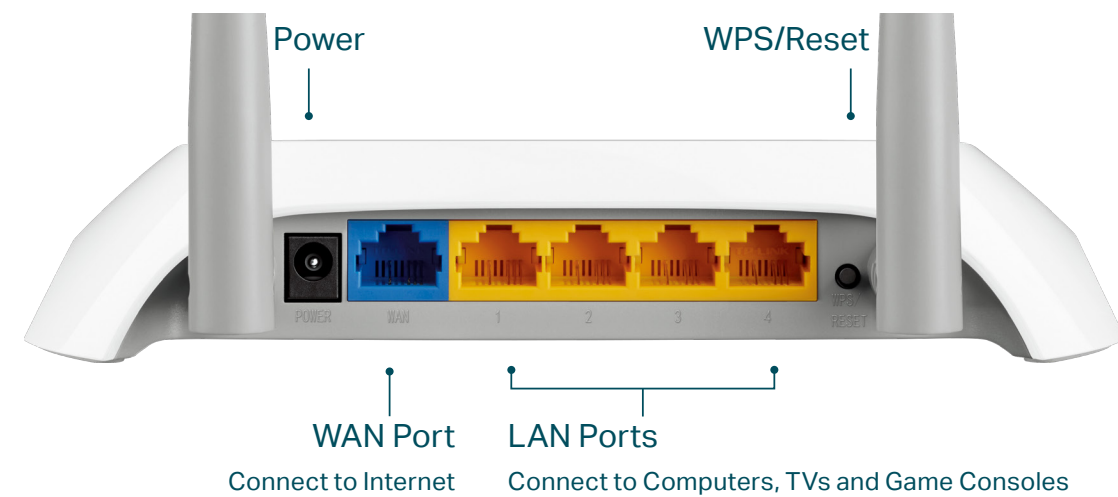 Power
WPS/Reset
POWER
WAN
1
2
3
4
WPS/
RESET
WAN Port
LAN Ports
Connect to Internet
Connect to Computers, TVs and Game Consoles